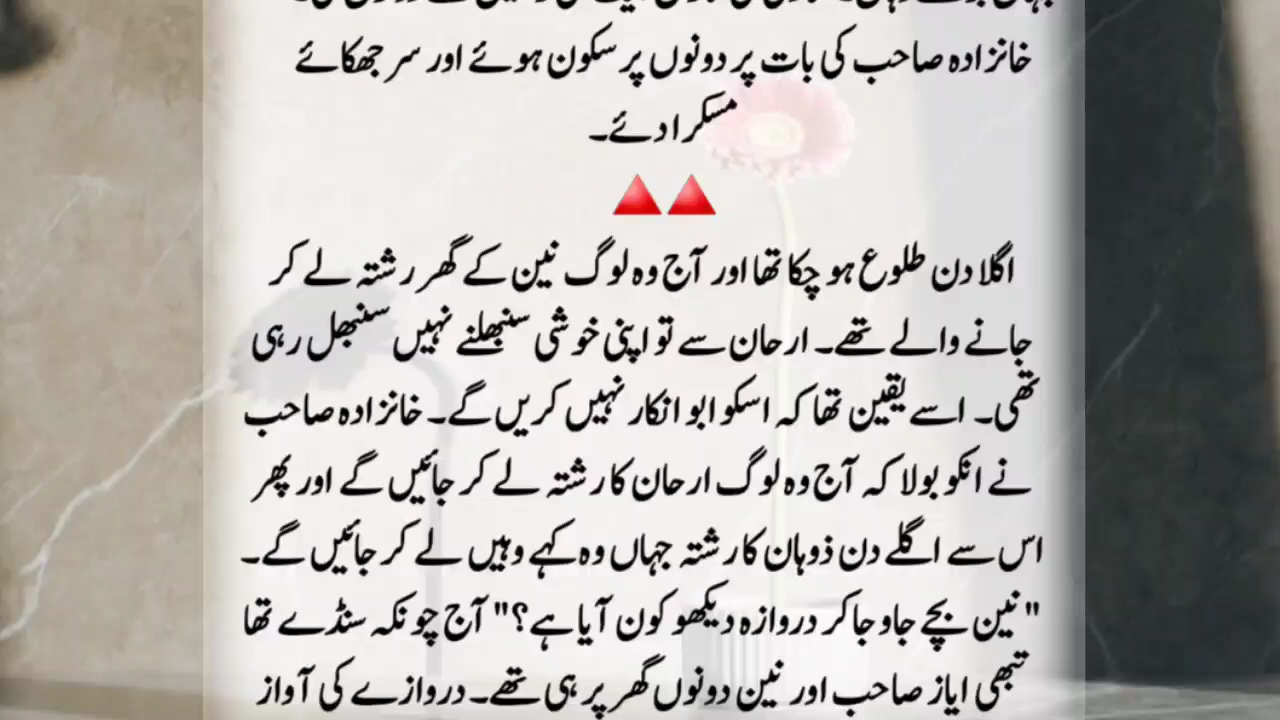 خانزادہ صاحب کی بات پر دونوں پر سکون ہوئے اور سر جھکائے
مسکرا دئے۔
اگلا دن طلوع ہو چکا تھا اور آج وہ لوگ نین کے گھر رشتہ لے کر
جانے والے تھے۔ ارحان سے تو اپنی خوشی سنبھلنے نہیں سنبھل رہی
تھی۔ اسے یقین تھا کہ اسکو ابو انکار نہیں کریں گے۔ خانزادہ صاحب
نے انکو بولا کہ آج وہ لوگ ارحان کا رشتہ لے کر جائیں گے اور پھر
اس سے اگلے دن ذوہان کا رشتہ جہاں وہ کہے وہیں لے کر جائیں گے۔
"نین بچے جاو جا کر دروازہ دیکھو کون آیا ہے؟" آج چونکہ سنڈے تھا
تبھی ایاز صاحب اور نین دونوں گھر پر ہی تھے۔ دروازے کی آواز